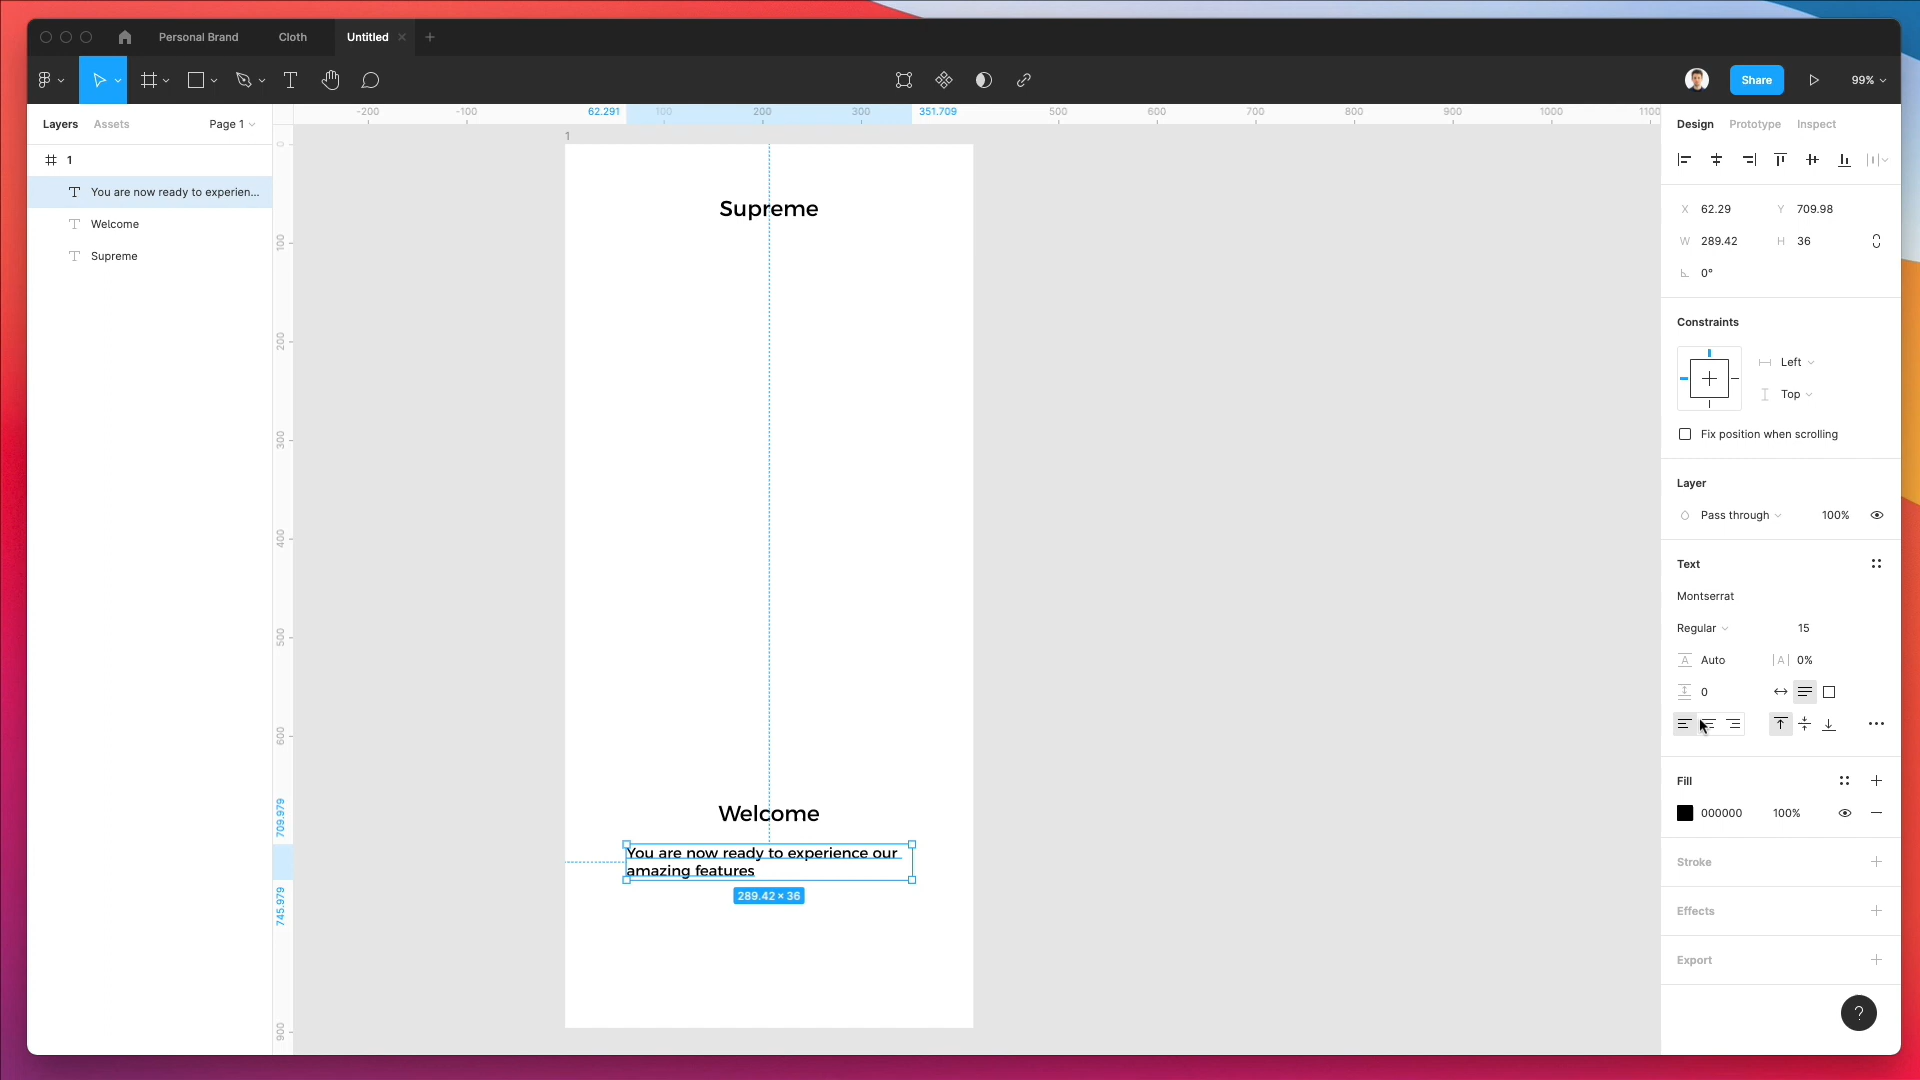 Personal Brand
Cloth
Untitled
Share
99%
Layers
Assets
Page 1
-200
-100
62.291
100
200
300
351.709
500
600
700
800
900
1000
1100
Design
Prototype
Inspect
1
You are now ready to experien...
Welcome
Supreme
1
0
100
200
300
400
500
600
709.979
745.979
900
Supreme
Welcome
You are now ready to experience our
amazing features
289.42 × 36
X 62.29
Y 709.98
W 289.42
H 36
0°
Constraints
Left
Top
Fix position when scrolling
Layer
Pass through
100%
Text
Montserrat
Regular
15
A Auto
|A| 0%
0
Fill
000000
100%
Stroke
Effects
Export
?